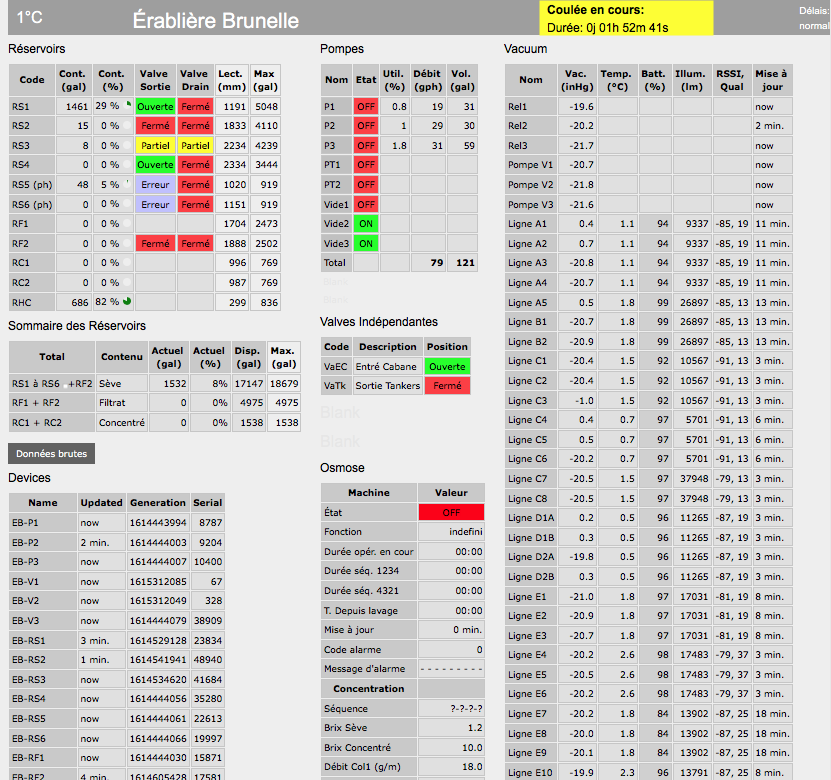 1°C
Érablière Brunelle
Coulée en cours:
Durée: 0j 01h 52m 41s
Délais:
normal
Réservoirs
Code Cont. (gal) Cont. (%) Valve Sortie Valve Drain Lect. (mm) Max (gal)
RS1 1461 29 % Ouverte Fermé 1191 5048
RS2 15 0 % Fermé Fermé 1833 4110
RS3 8 0 % Partiel Partiel 2234 4239
RS4 0 0 % Ouverte Fermé 2334 3444
RS5 (ph) 48 5 % Erreur Fermé 1020 919
RS6 (ph) 0 0 % Erreur Fermé 1151 919
RF1 0 0 % 1704 2473
RF2 0 0 % Fermé Fermé 1888 2502
RC1 0 0 % 996 769
RC2 0 0 % 987 769
RHC 686 82 % 299 836
Sommaire des Réservoirs
Total Contenu Actuel (gal) Actuel (%) Disp. (gal) Max. (gal)
RS1 à RS6 +RF2 Sève 1532 8% 17147 18679
RF1 + RF2 Filtrat 0 0% 4975 4975
RC1 + RC2 Concentré 0 0% 1538 1538
Données brutes
Devices
Name Updated Generation Serial
EB-P1 now 1614443994 8787
EB-P2 2 min. 1614444003 9204
EB-P3 now 1614444007 10400
EB-V1 now 1615312085 67
EB-V2 now 1615312049 328
EB-V3 now 1614444079 38909
EB-RS1 3 min. 1614529128 23834
EB-RS2 1 min. 1614541941 48940
EB-RS3 now 1614534620 41684
EB-RS4 now 1614444056 35280
EB-RS5 now 1614444061 22613
EB-RS6 now 1614444066 19997
EB-RF1 now 1614444030 15871
EB-RF2 4 min. 1614605428 17581
Pompes
Nom Etat Util. (%) Débit (gph) Vol. (gal)
P1 OFF 0.8 19 31
P2 OFF 1 29 30
P3 OFF 1.8 31 59
PT1 OFF
PT2 OFF
Vide1 OFF
Vide2 ON
Vide3 ON
Total 79 121
Blank
Blank
Valves Indépendantes
Code Description Position
VaEC Entré Cabane Ouverte
VaTk Sortie Tankers Fermé
Blank
Blank
Osmose
Machine Valeur
État OFF
Fonction indefini
Durée opér. en cour 00:00
Durée séq. 1234 00:00
Durée séq. 4321 00:00
T. Depuis lavage 00:00
Mise à jour 0 min.
Code alarme 0
Message d'alarme - - - - - - - - -
Concentration
Séquence ?-?-?-?
Brix Sève 1.2
Brix Concentré 10.0
Débit Col1 (g/m) 18.0
Vacuum
Nom Vac. (inHg) Temp. (°C) Batt. (%) Illum. (lm) RSSI, Qual Mise à jour
Rel1 -19.6 now
Rel2 -20.2 2 min.
Rel3 -21.7 now
Pompe V1 -20.7 now
Pompe V2 -21.8 now
Pompe V3 -21.6 now
Ligne A1 0.4 1.1 94 9337 -85, 19 11 min.
Ligne A2 0.7 1.1 94 9337 -85, 19 11 min.
Ligne A3 -20.8 1.1 94 9337 -85, 19 11 min.
Ligne A4 -20.7 1.1 94 9337 -85, 19 11 min.
Ligne A5 0.5 1.8 99 26897 -85, 13 13 min.
Ligne B1 -20.7 1.8 99 26897 -85, 13 13 min.
Ligne B2 -20.9 1.8 99 26897 -85, 13 13 min.
Ligne C1 -20.4 1.5 92 10567 -91, 13 3 min.
Ligne C2 -20.4 1.5 92 10567 -91, 13 3 min.
Ligne C3 -1.0 1.5 92 10567 -91, 13 3 min.
Ligne C4 0.4 0.7 97 5701 -91, 13 6 min.
Ligne C5 0.5 0.7 97 5701 -91, 13 6 min.
Ligne C6 -20.2 0.7 97 5701 -91, 13 6 min.
Ligne C7 -20.5 1.5 97 37948 -79, 13 3 min.
Ligne C8 -20.5 1.5 97 37948 -79, 13 3 min.
Ligne D1A 0.2 0.5 96 11265 -87, 13 3 min.
Ligne D1B 0.3 0.5 96 11265 -87, 13 3 min.
Ligne D2A -19.8 0.5 96 11265 -87, 13 3 min.
Ligne D2B 0.3 0.5 96 11265 -87, 13 3 min.
Ligne E1 -21.0 1.8 97 17031 -81, 19 8 min.
Ligne E2 -20.9 1.8 97 17031 -81, 19 8 min.
Ligne E3 -20.7 1.8 97 17031 -81, 19 8 min.
Ligne E4 -20.2 2.6 98 17483 -79, 37 3 min.
Ligne E5 -20.5 2.6 98 17483 -79, 37 3 min.
Ligne E6 -20.2 2.6 98 17483 -79, 37 3 min.
Ligne E7 -20.2 1.8 84 13902 -87, 25 18 min.
Ligne E8 -20.0 1.8 84 13902 -87, 25 18 min.
Ligne E9 -20.1 1.8 84 13902 -87, 25 18 min.
Ligne E10 -19.9 2.3 96 13791 -87, 25 3 min.